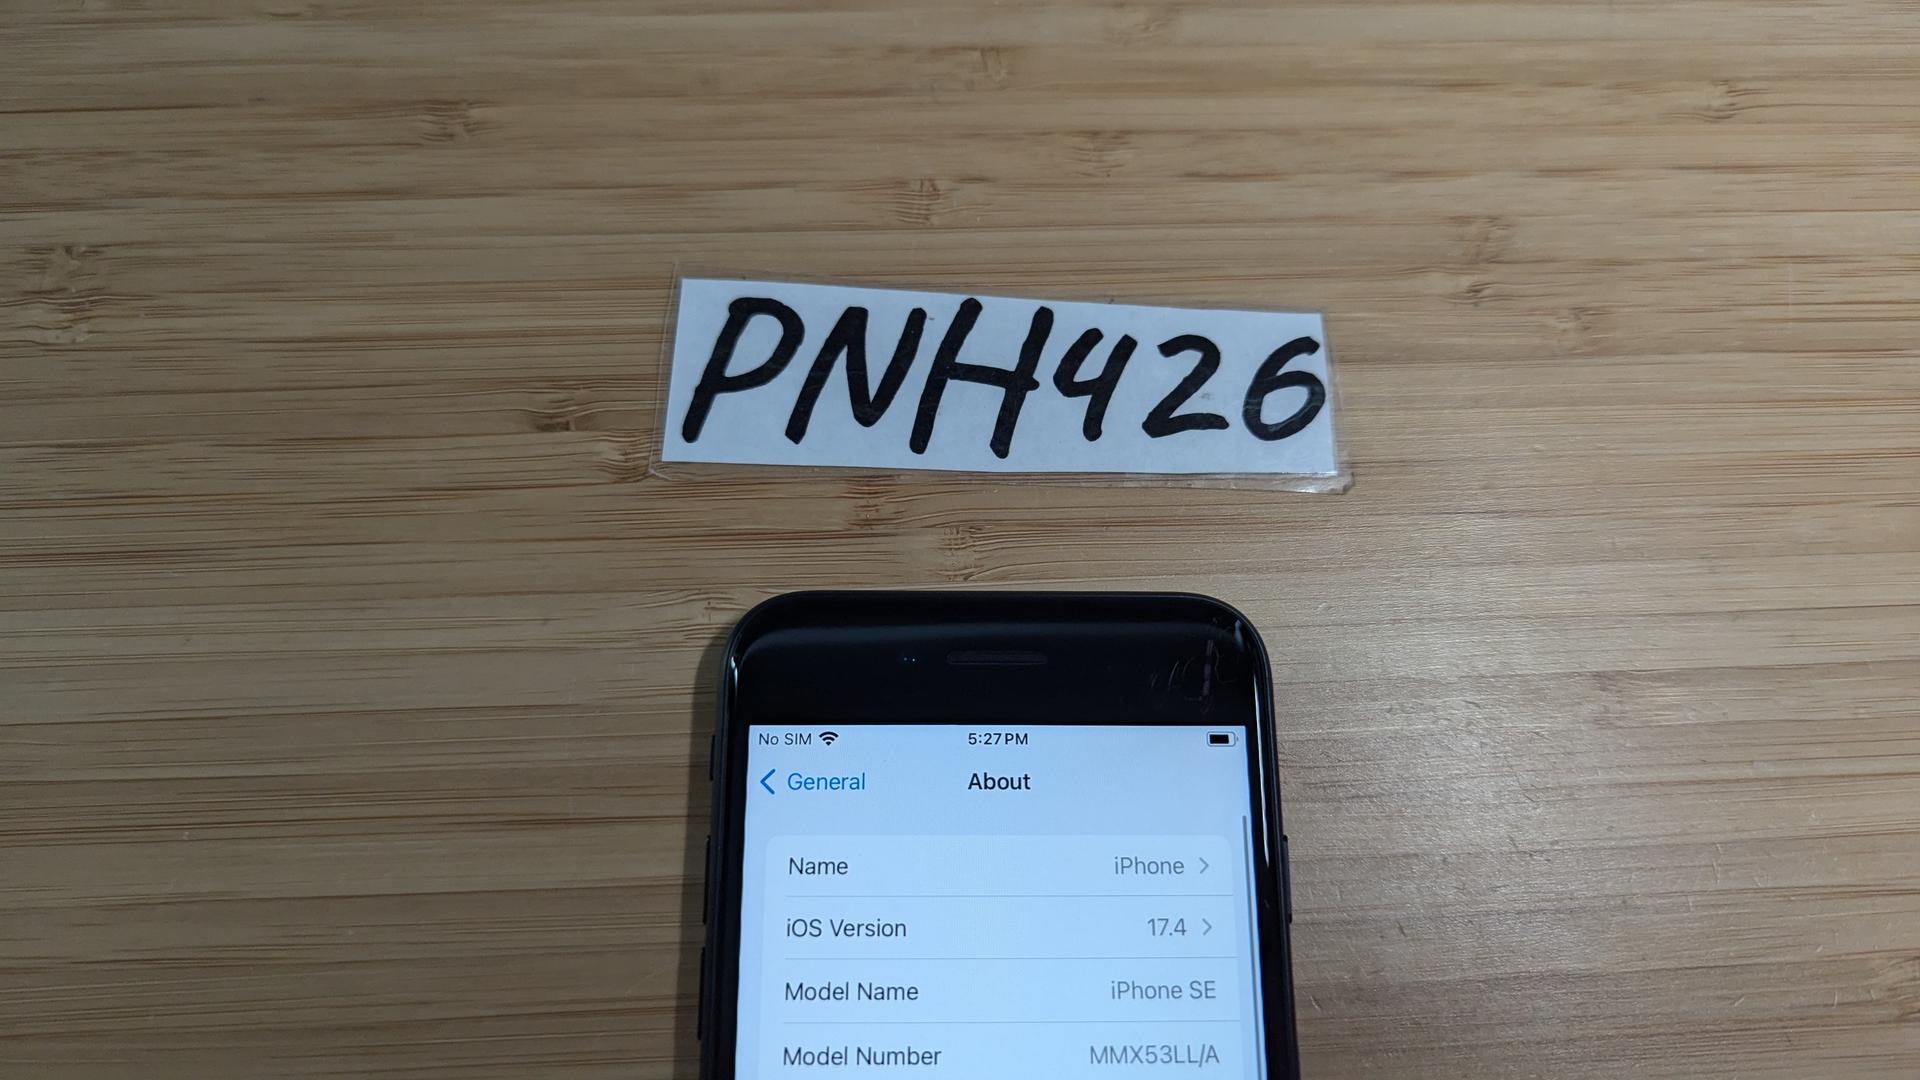 PNH426
No SIM 5:27 PM
General About
Name iPhone
iOS Version 17.4
Model Name iPhone SE
Model Number MMX53LL/A